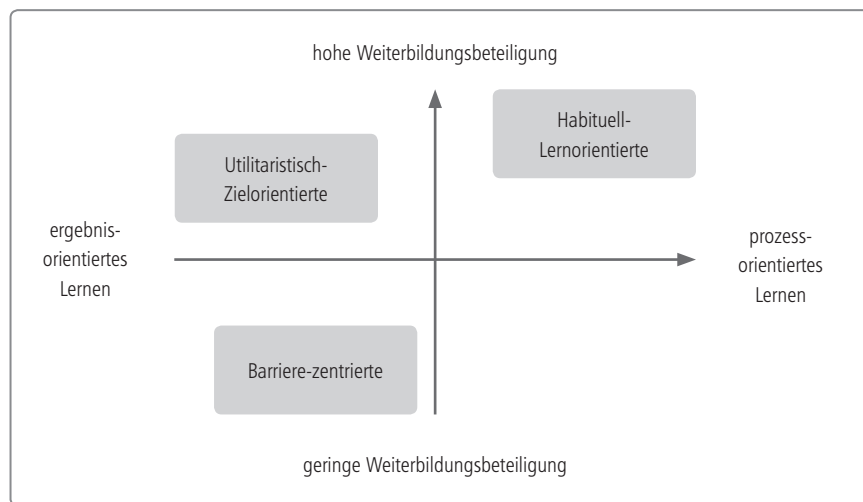 hohe Weiterbildungsbeteiligung
Habituell-
Lernorientierte
Utilitaristisch-
Zielorientierte
ergebnis-
orientiertes
Lernen
prozess-
orientiertes
Lernen
Barriere-zentrierte
geringe Weiterbildungsbeteiligung